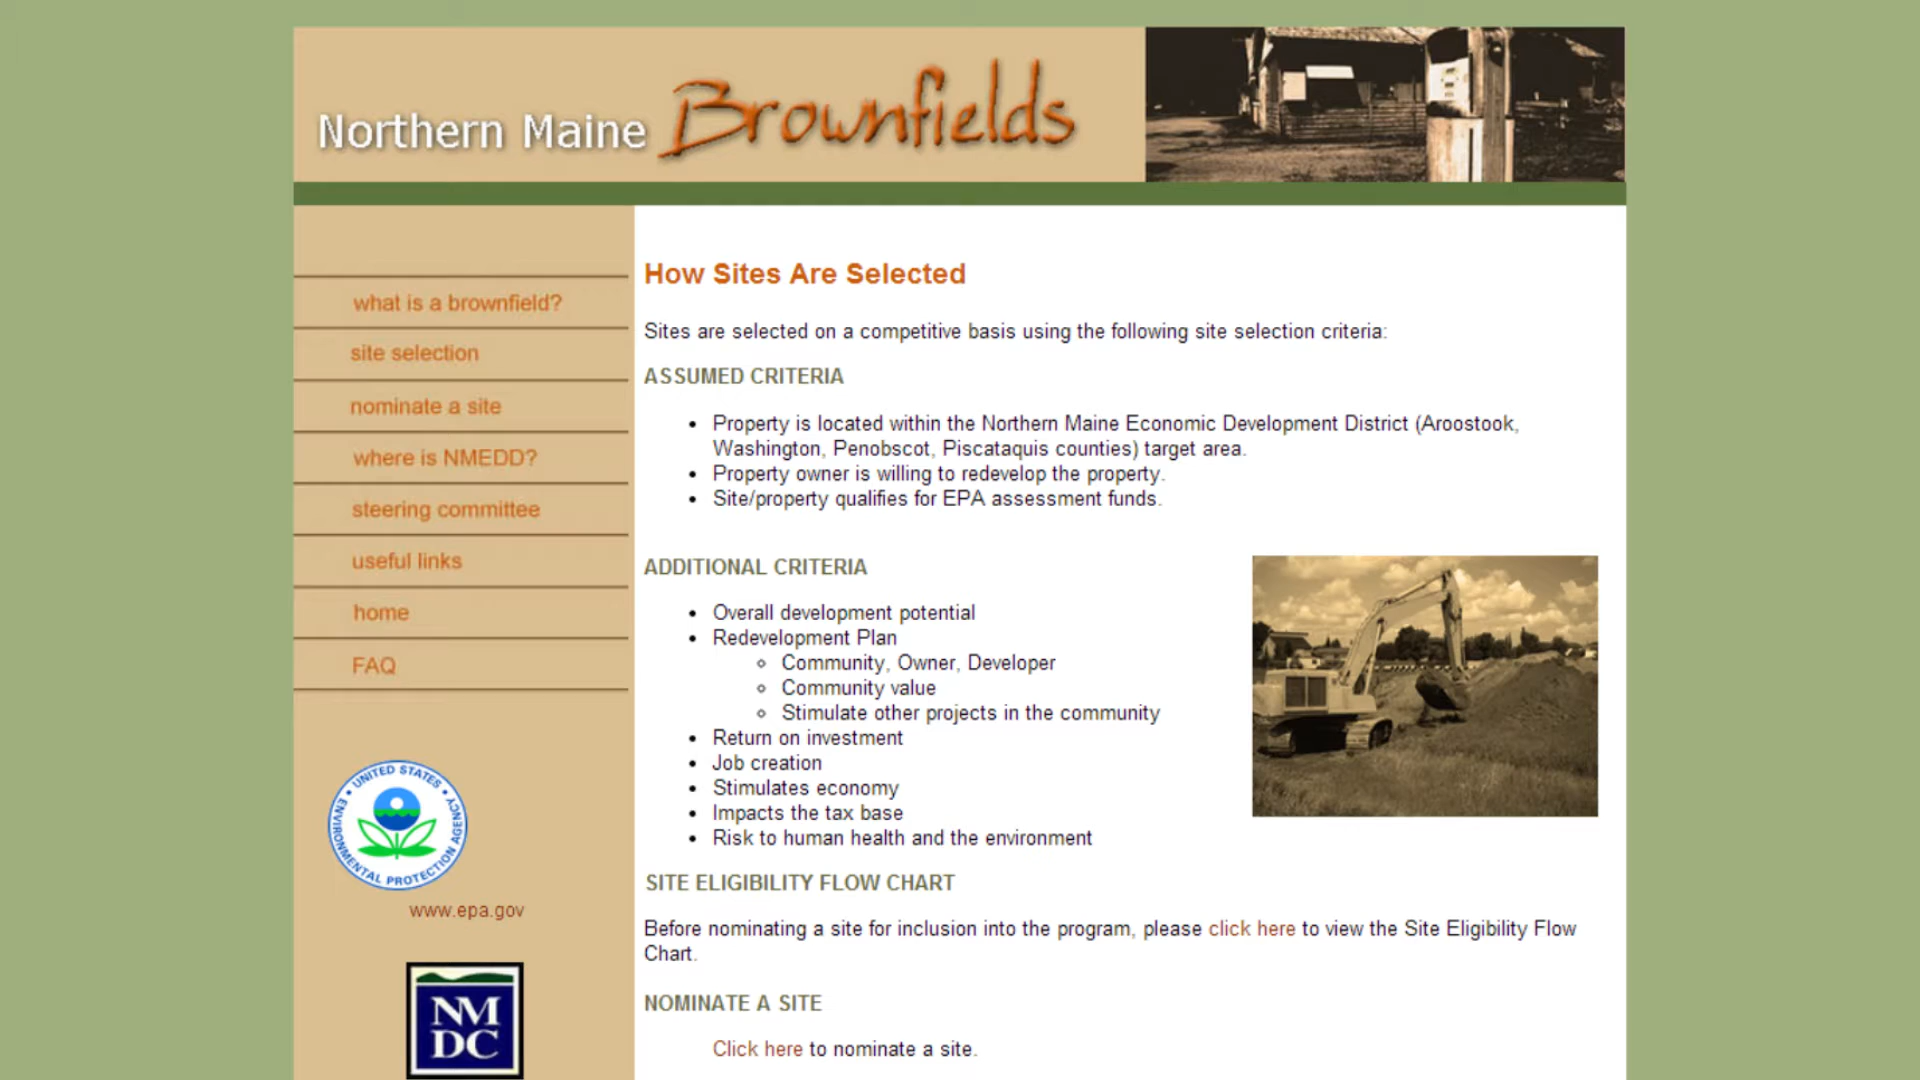 Northern Maine Brownfields
what is a brownfield?
site selection
nominate a site
where is NMEDD?
steering committee
useful links
home
FAQ
UNITED STATES
ENVIRONMENTAL PROTECTION AGENCY
www.epa.gov
NM
DC
How Sites Are Selected
Sites are selected on a competitive basis using the following site selection criteria:
ASSUMED CRITERIA
• Property is located within the Northern Maine Economic Development District (Aroostook,
Washington, Penobscot, Piscataquis counties) target area.
• Property owner is willing to redevelop the property.
• Site/property qualifies for EPA assessment funds.
ADDITIONAL CRITERIA
• Overall development potential
• Redevelopment Plan
◦ Community, Owner, Developer
◦ Community value
◦ Stimulate other projects in the community
• Return on investment
• Job creation
• Stimulates economy
• Impacts the tax base
• Risk to human health and the environment
SITE ELIGIBILITY FLOW CHART
Before nominating a site for inclusion into the program, please click here to view the Site Eligibility Flow
Chart.
NOMINATE A SITE
Click here to nominate a site.